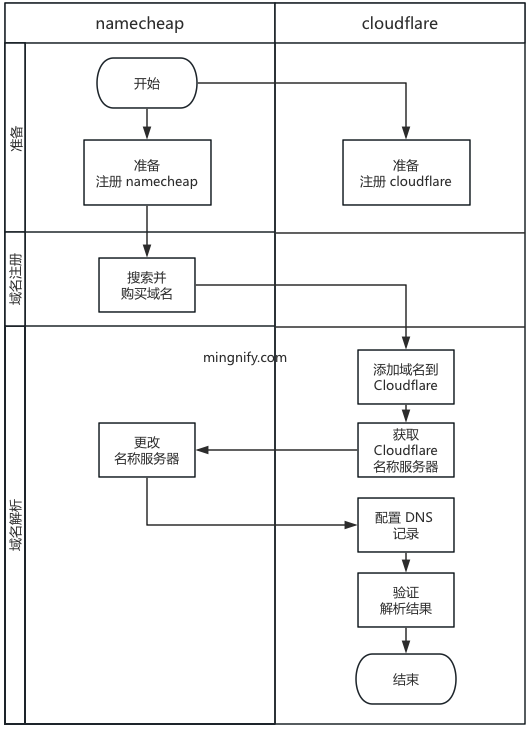 namecheap
cloudflare
准备
开始
准备
注册 namecheap
准备
注册 cloudflare
域名注册
搜索并
购买域名
域名解析
mingnify.com
添加域名到
Cloudflare
获取
Cloudflare
名称服务器
更改
名称服务器
配置 DNS
记录
验证
解析结果
结束